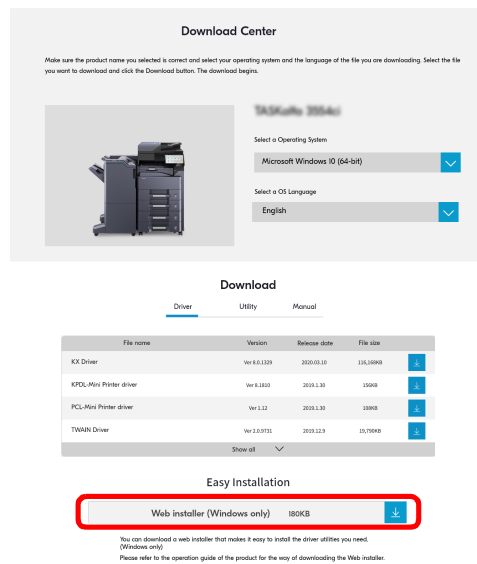 Download Center
Make sure the product name you selected is correct and select your operating system and the language of the file you are downloading. Select the file
you want to download and click the Download button. The download begins.
Select a Operating System
Microsoft Windows 10 (64-bit)
Select a OS Language
English
Download
Driver Utility Manual
File name Version Release date File size
KX Driver Ver 8.0.1329 2020.03.10 116,168KB
KPDL-Mini Printer driver Ver 8.1810 2019.1.30 156KB
PCL-Mini Printer driver Ver 1.12 2019.1.30 188KB
TWAIN Driver Ver 2.0.9731 2019.12.9 19,790KB
Show all
Easy Installation
Web installer (Windows only) 180KB
You can download a web installer that makes it easy to install the driver utilities you need.
(Windows only)
Please refer to the operation guide of the product for the way of downloading the Web installer.